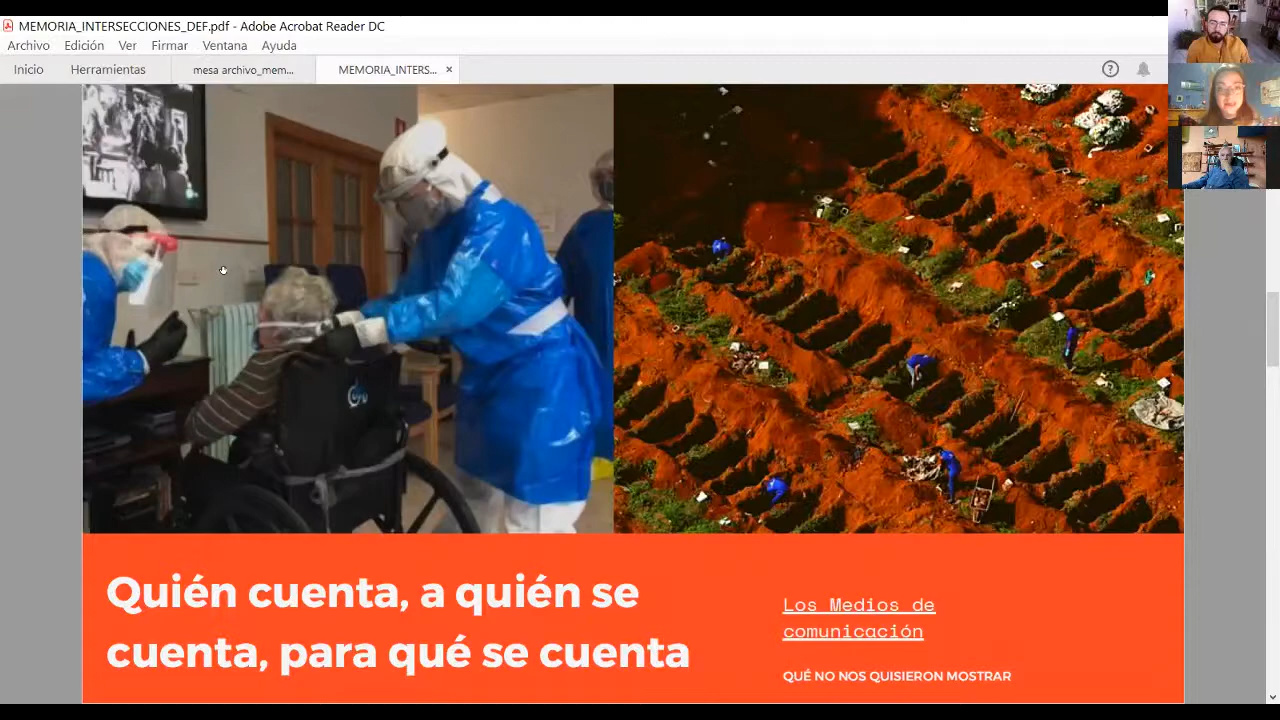 MEMORIA_INTERSECCIONES_DEF.pdf - Adobe Acrobat Reader DC
Archivo Edición Ver Firmar Ventana Ayuda
Inicio Herramientas mesa archivo_mem... MEMORIA_INTERS... ×
Quién cuenta, a quién se
cuenta, para qué se cuenta
Los Medios de
comunicación
QUÉ NO NOS QUISIERON MOSTRAR